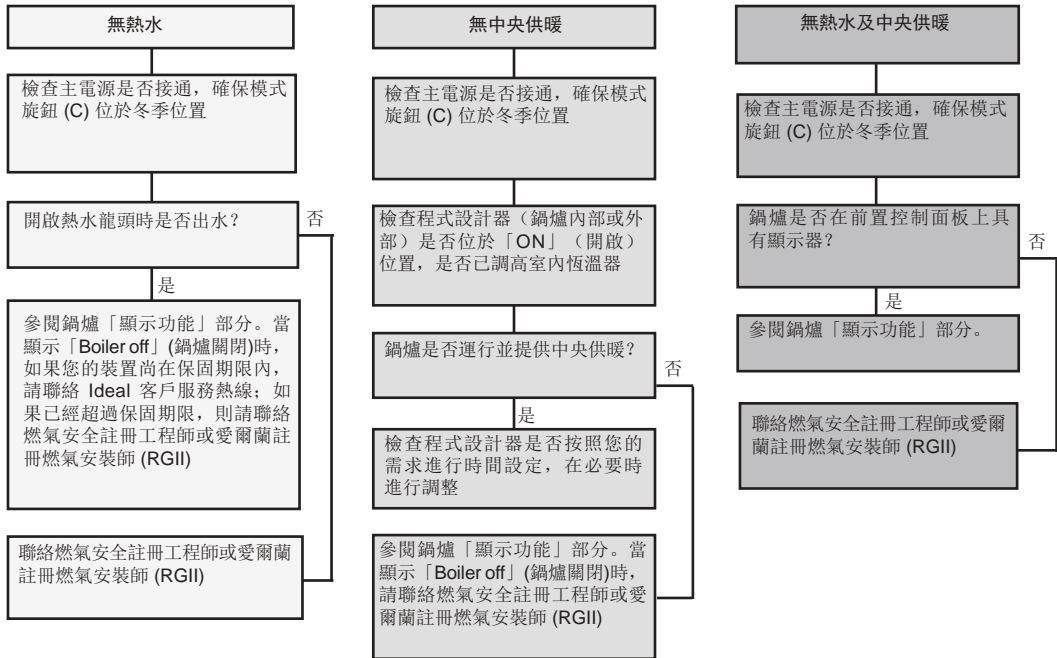 無熱水
檢查主電源是否接通，確保模式
旋鈕 (C) 位於冬季位置
開啟熱水龍頭時是否出水？
否
是
參閱鍋爐「顯示功能」部分。當
顯示「Boiler off」(鍋爐關閉)時，
如果您的裝置尚在保固期限內，
請聯絡 Ideal 客戶服務熱線；如
果已經超過保固期限，則請聯絡
燃氣安全註冊工程師或愛爾蘭註
冊燃氣安裝師 (RGII)
聯絡燃氣安全註冊工程師或愛爾蘭
註冊燃氣安裝師 (RGII)
無中央供暖
檢查主電源是否接通，確保模式
旋鈕 (C) 位於冬季位置
檢查程式設計器（鍋爐內部或外
部）是否位於「ON」（開啟）
位置，是否已調高室內恆溫器
鍋爐是否運行並提供中央供暖？
否
是
檢查程式設計器是否按照您的
需求進行時間設定，在必要時
進行調整
參閱鍋爐「顯示功能」部分。當
顯示「Boiler off」(鍋爐關閉)時，
請聯絡燃氣安全註冊工程師或愛
爾蘭註冊燃氣安裝師 (RGII)
無熱水及中央供暖
檢查主電源是否接通，確保模式
旋鈕 (C) 位於冬季位置
鍋爐是否在前置控制面板上具
有顯示器？
否
是
參閱鍋爐「顯示功能」部分。
聯絡燃氣安全註冊工程師或愛爾
蘭註冊燃氣安裝師 (RGII)